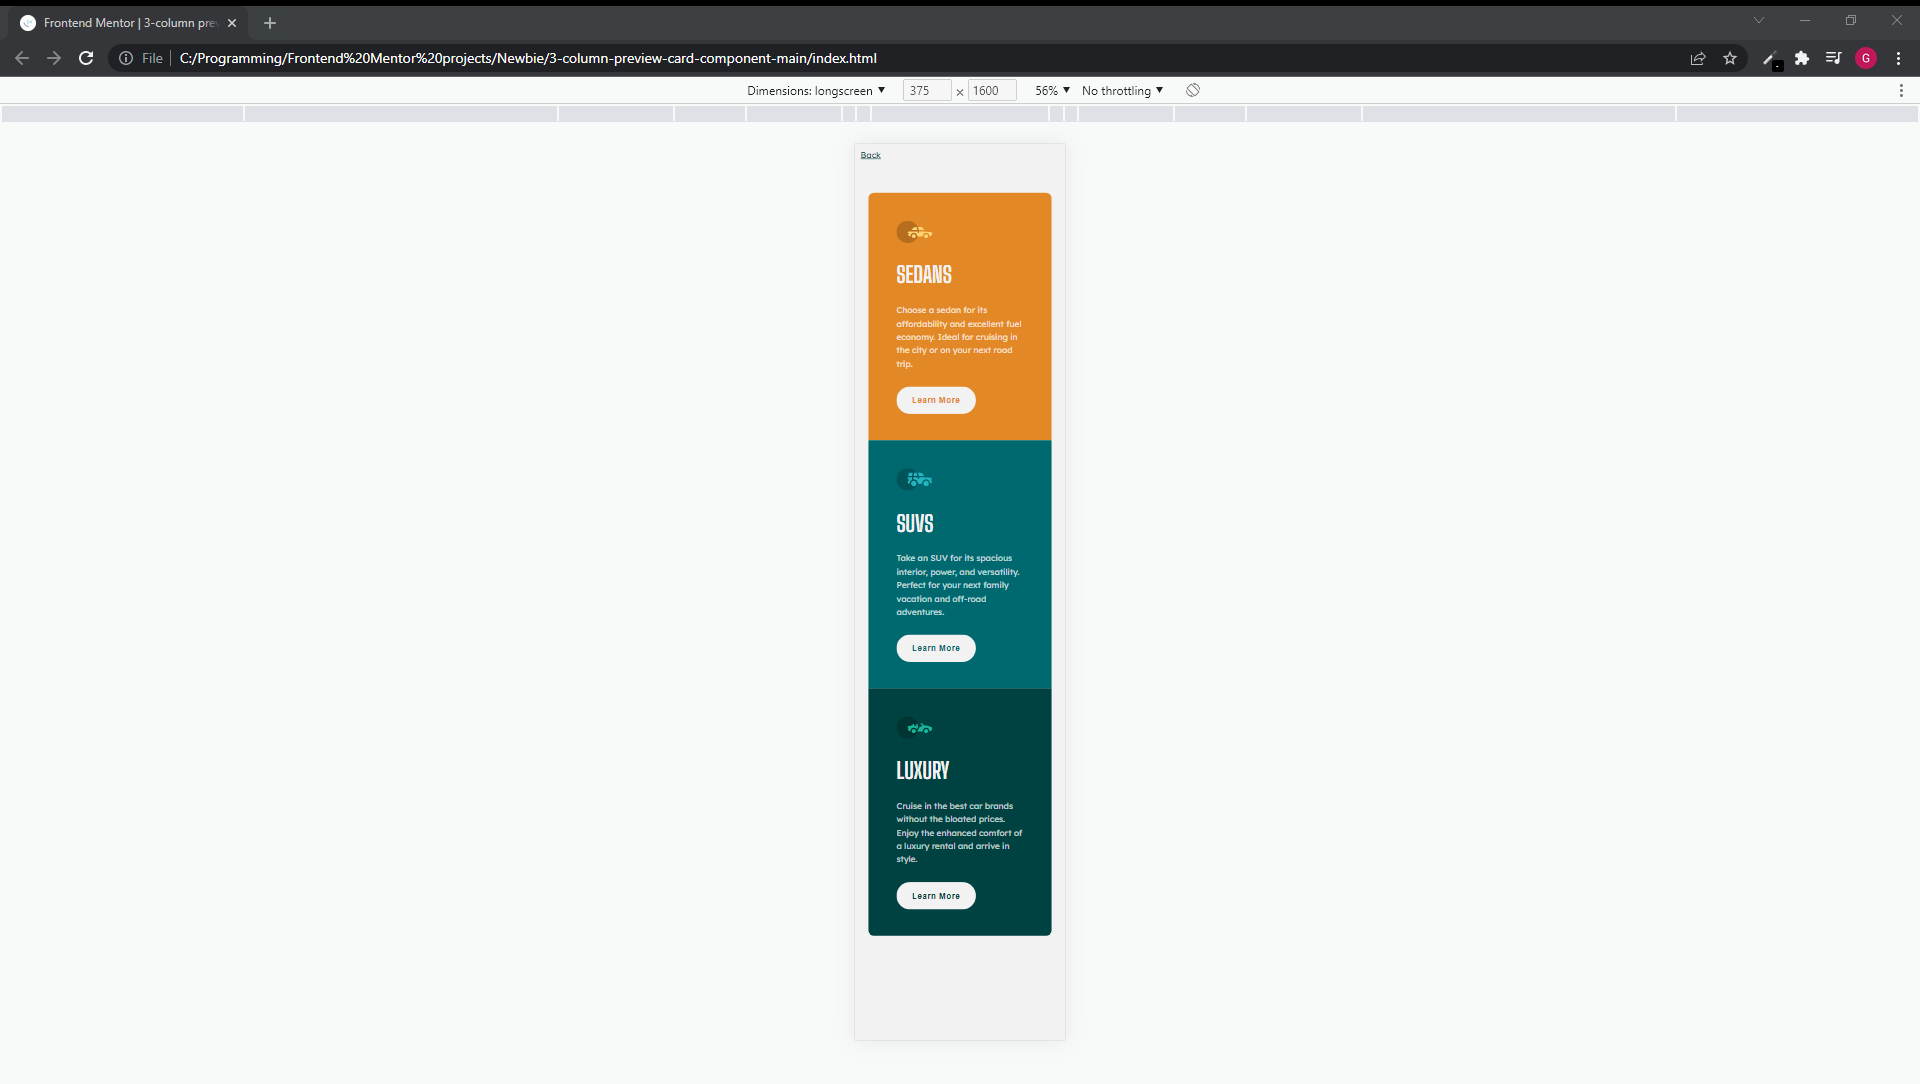 Frontend Mentor | 3-column pre
File
C:/Programming/Frontend%20Mentor%20projects/Newbie/3-column-preview-card-component-main/index.html
G
Dimensions: longscreen ▼ 375 × 1600 56% ▼ No throttling ▼
Back
SEDANS
Choose a sedan for its
affordability and excellent fuel
economy. Ideal for cruising in
the city or on your next road
trip.
Learn More
SUVS
Take an SUV for its spacious
interior, power, and versatility.
Perfect for your next family
vacation and off-road
adventures.
Learn More
LUXURY
Cruise in the best car brands
without the bloated prices.
Enjoy the enhanced comfort of
a luxury rental and arrive in
style.
Learn More